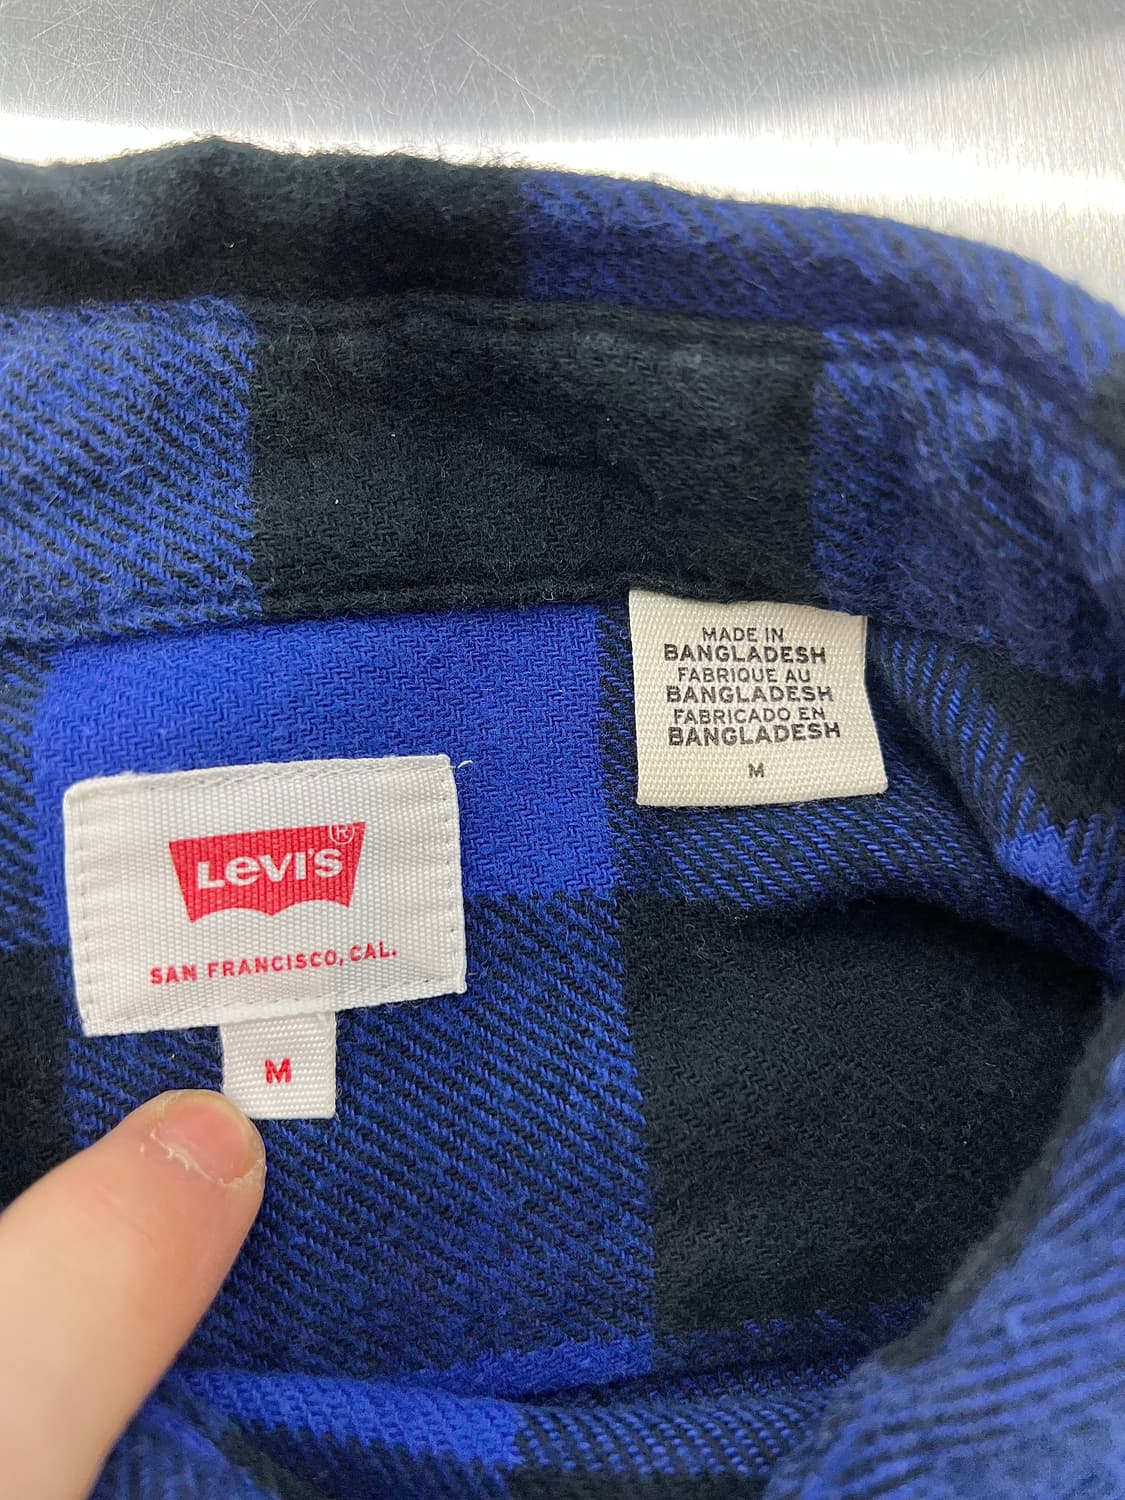 MADE IN
BANGLADESH
FABRIQUE AU
BANGLADESH
FABRICADO EN
BANGLADESH
M
LEVI'S®
SAN FRANCISCO, CAL.
M